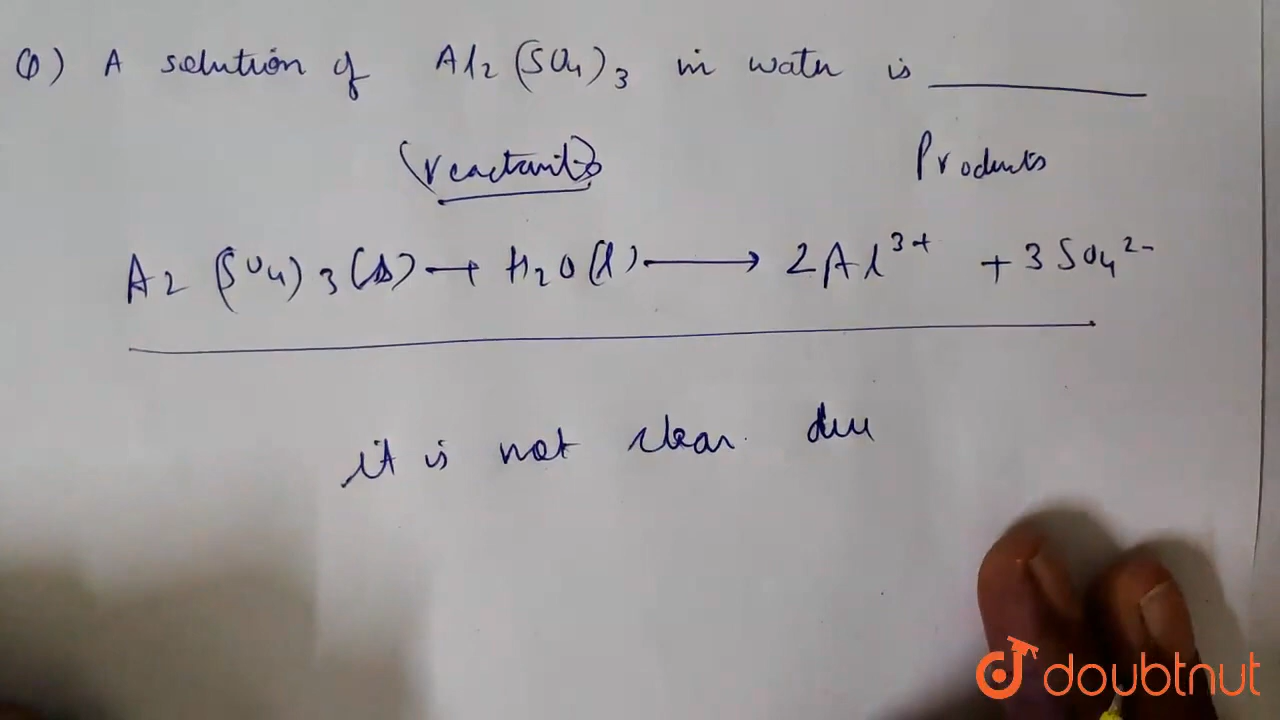 Q) A solution of Al2(SO4)3 in water is ______
(reactants) Products
Al2(SO4)3(s) + H2O(l) ⟶ 2Al3+ + 3SO42-
it is not clear. due
doubtnut